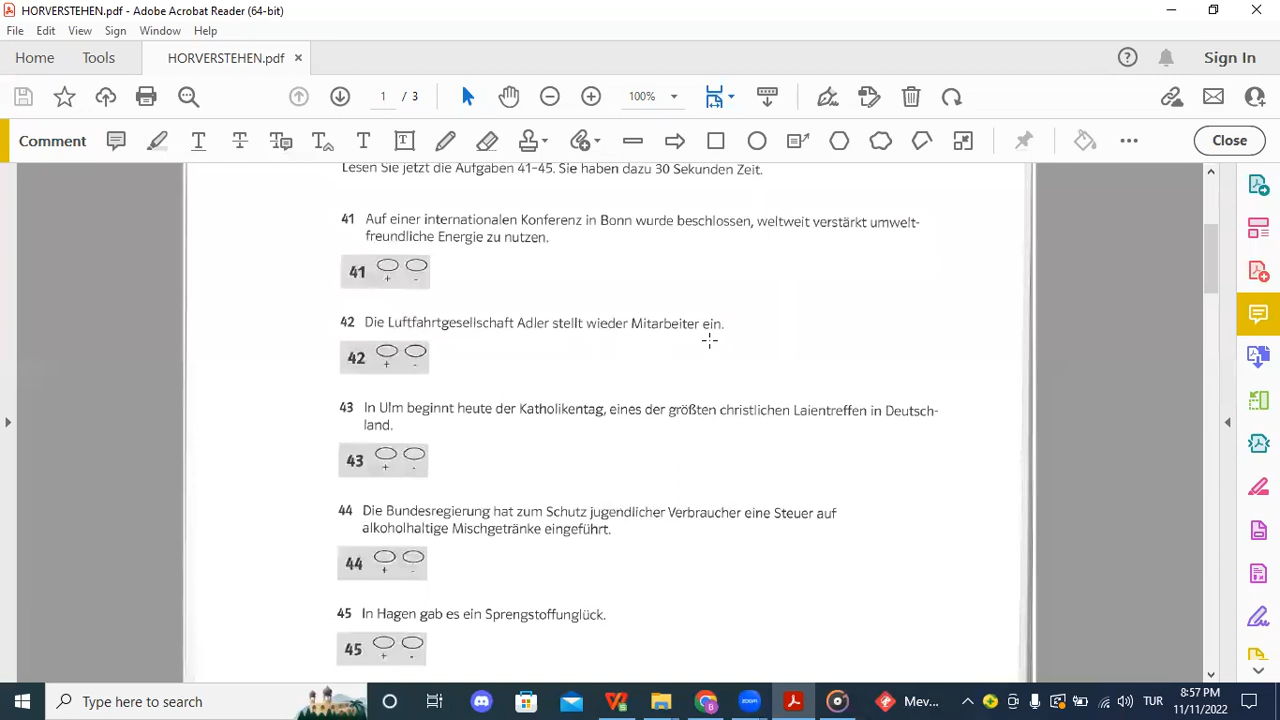 HORVERSTEHEN.pdf - Adobe Acrobat Reader (64-bit)
File Edit View Sign Window Help
Home Tools HORVERSTEHEN.pdf × Sign In
1 / 3 100%
Comment Close
Lesen Sie jetzt die Aufgaben 41–45. Sie haben dazu 30 Sekunden Zeit.
41 Auf einer internationalen Konferenz in Bonn wurde beschlossen, weltweit verstärkt umwelt-
freundliche Energie zu nutzen.
41 + -
42 Die Luftfahrtgesellschaft Adler stellt wieder Mitarbeiter ein.
42 + -
43 In Ulm beginnt heute der Katholikentag, eines der größten christlichen Laientreffen in Deutsch-
land.
43 + -
44 Die Bundesregierung hat zum Schutz jugendlicher Verbraucher eine Steuer auf
alkoholhaltige Mischgetränke eingeführt.
44 + -
45 In Hagen gab es ein Sprengstoffunglück.
45 + -
Type here to search zoom Mev... TUR 8:57 PM
11/11/2022